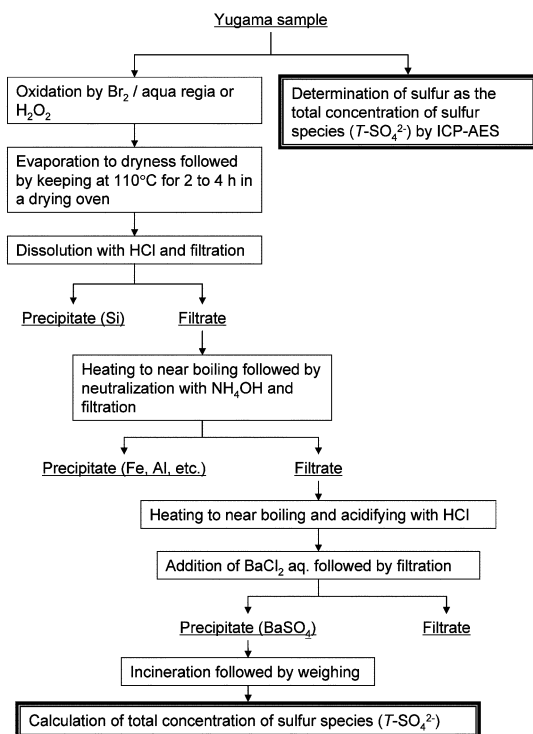 Yugama sample
Oxidation by Br₂ / aqua regia or
H₂O₂
Determination of sulfur as the
total concentration of sulfur
species (T-SO₄²⁻) by ICP-AES
Evaporation to dryness followed
by keeping at 110°C for 2 to 4 h in
a drying oven
Dissolution with HCl and filtration
Precipitate (Si)
Filtrate
Heating to near boiling followed by
neutralization with NH₄OH and
filtration
Precipitate (Fe, Al, etc.)
Filtrate
Heating to near boiling and acidifying with HCl
Addition of BaCl₂ aq. followed by filtration
Precipitate (BaSO₄)
Filtrate
Incineration followed by weighing
Calculation of total concentration of sulfur species (T-SO₄²⁻)